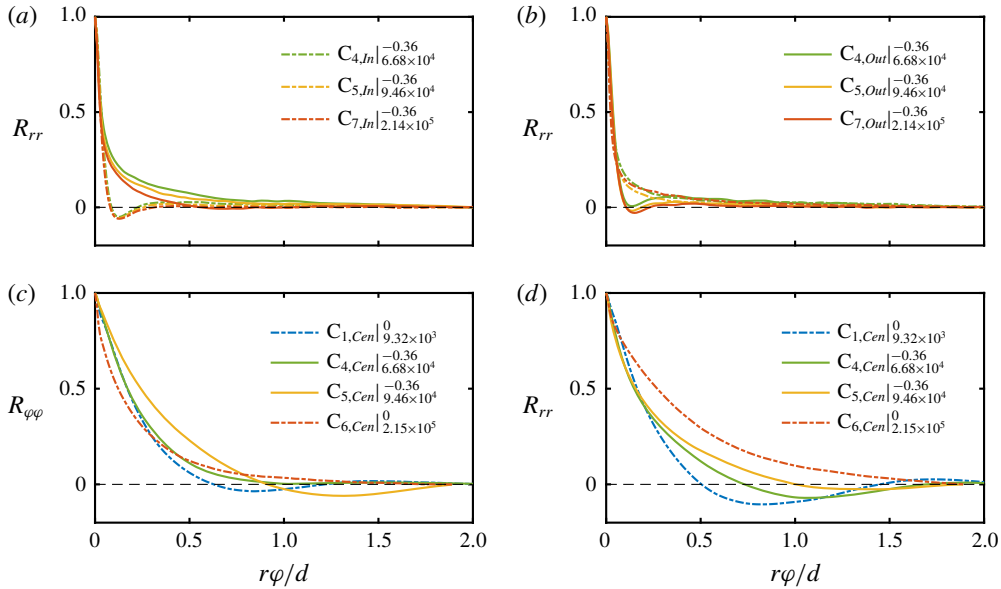 (a)
1.0
0.5
0
R_{rr}
C_{4,In}|^{-0.36}_{6.68×10^4}
C_{5,In}|^{-0.36}_{9.46×10^4}
C_{7,In}|^{-0.36}_{2.14×10^5}
(b)
1.0
0.5
0
R_{rr}
C_{4,Out}|^{-0.36}_{6.68×10^4}
C_{5,Out}|^{-0.36}_{9.46×10^4}
C_{7,Out}|^{-0.36}_{2.14×10^5}
(c)
1.0
0.5
0
R_{φφ}
C_{1,Cen}|^{0}_{9.32×10^3}
C_{4,Cen}|^{-0.36}_{6.68×10^4}
C_{5,Cen}|^{-0.36}_{9.46×10^4}
C_{6,Cen}|^{0}_{2.15×10^5}
0 0.5 1.0 1.5 2.0
rφ/d
(d)
1.0
0.5
0
R_{rr}
C_{1,Cen}|^{0}_{9.32×10^3}
C_{4,Cen}|^{-0.36}_{6.68×10^4}
C_{5,Cen}|^{-0.36}_{9.46×10^4}
C_{6,Cen}|^{0}_{2.15×10^5}
0 0.5 1.0 1.5 2.0
rφ/d